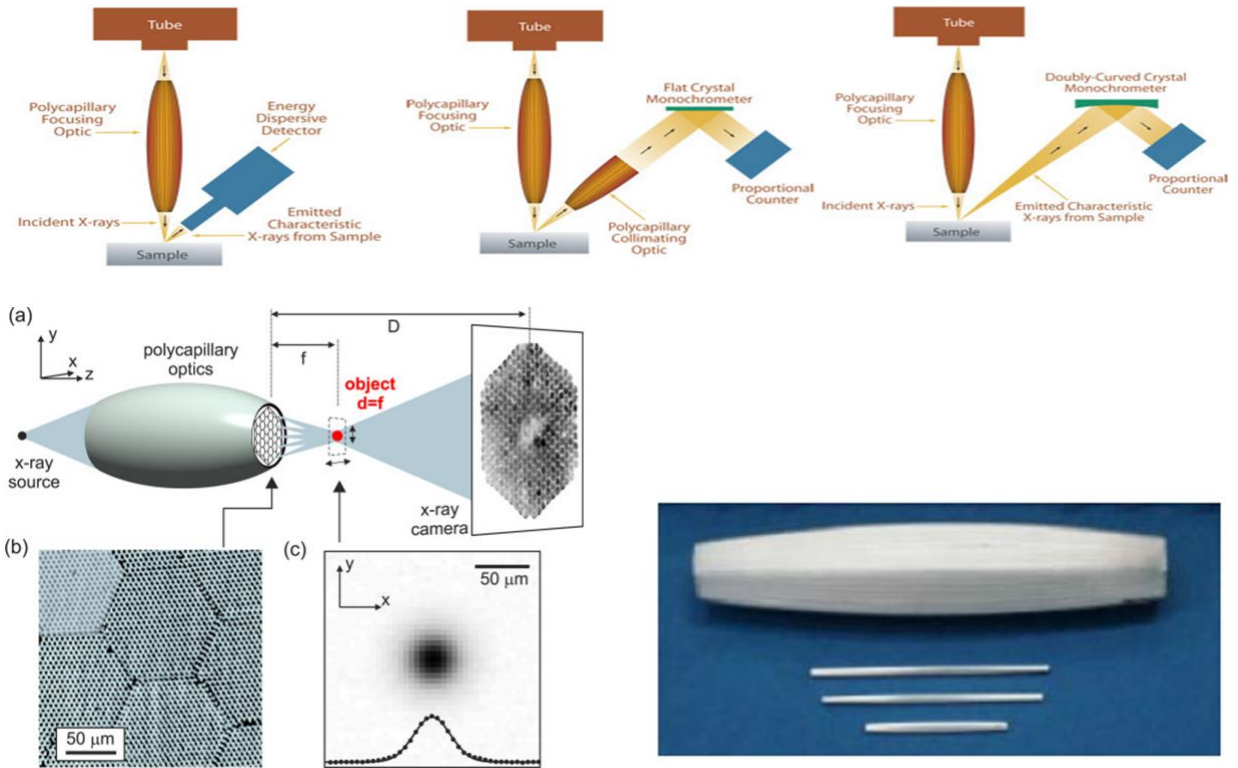 Tube
Polycapillary
Focusing
Optic
Energy
Dispersive
Detector
Incident X-rays
Emitted
Characteristic
X-rays from Sample
Sample
Tube
Polycapillary
Focusing
Optic
Flat Crystal
Monochrometer
Proportional
Counter
Incident X-rays
Polycapillary
Collimating
Optic
Sample
Tube
Polycapillary
Focusing
Optic
Doubly-Curved Crystal
Monochrometer
Proportional
Counter
Incident X-rays
Emitted Characteristic
X-rays from Sample
Sample
(a)
y
x
z
polycapillary
optics
D
f
object
d=f
x-ray
source
x-ray
camera
(b)
50 μm
(c)
y
x
50 μm